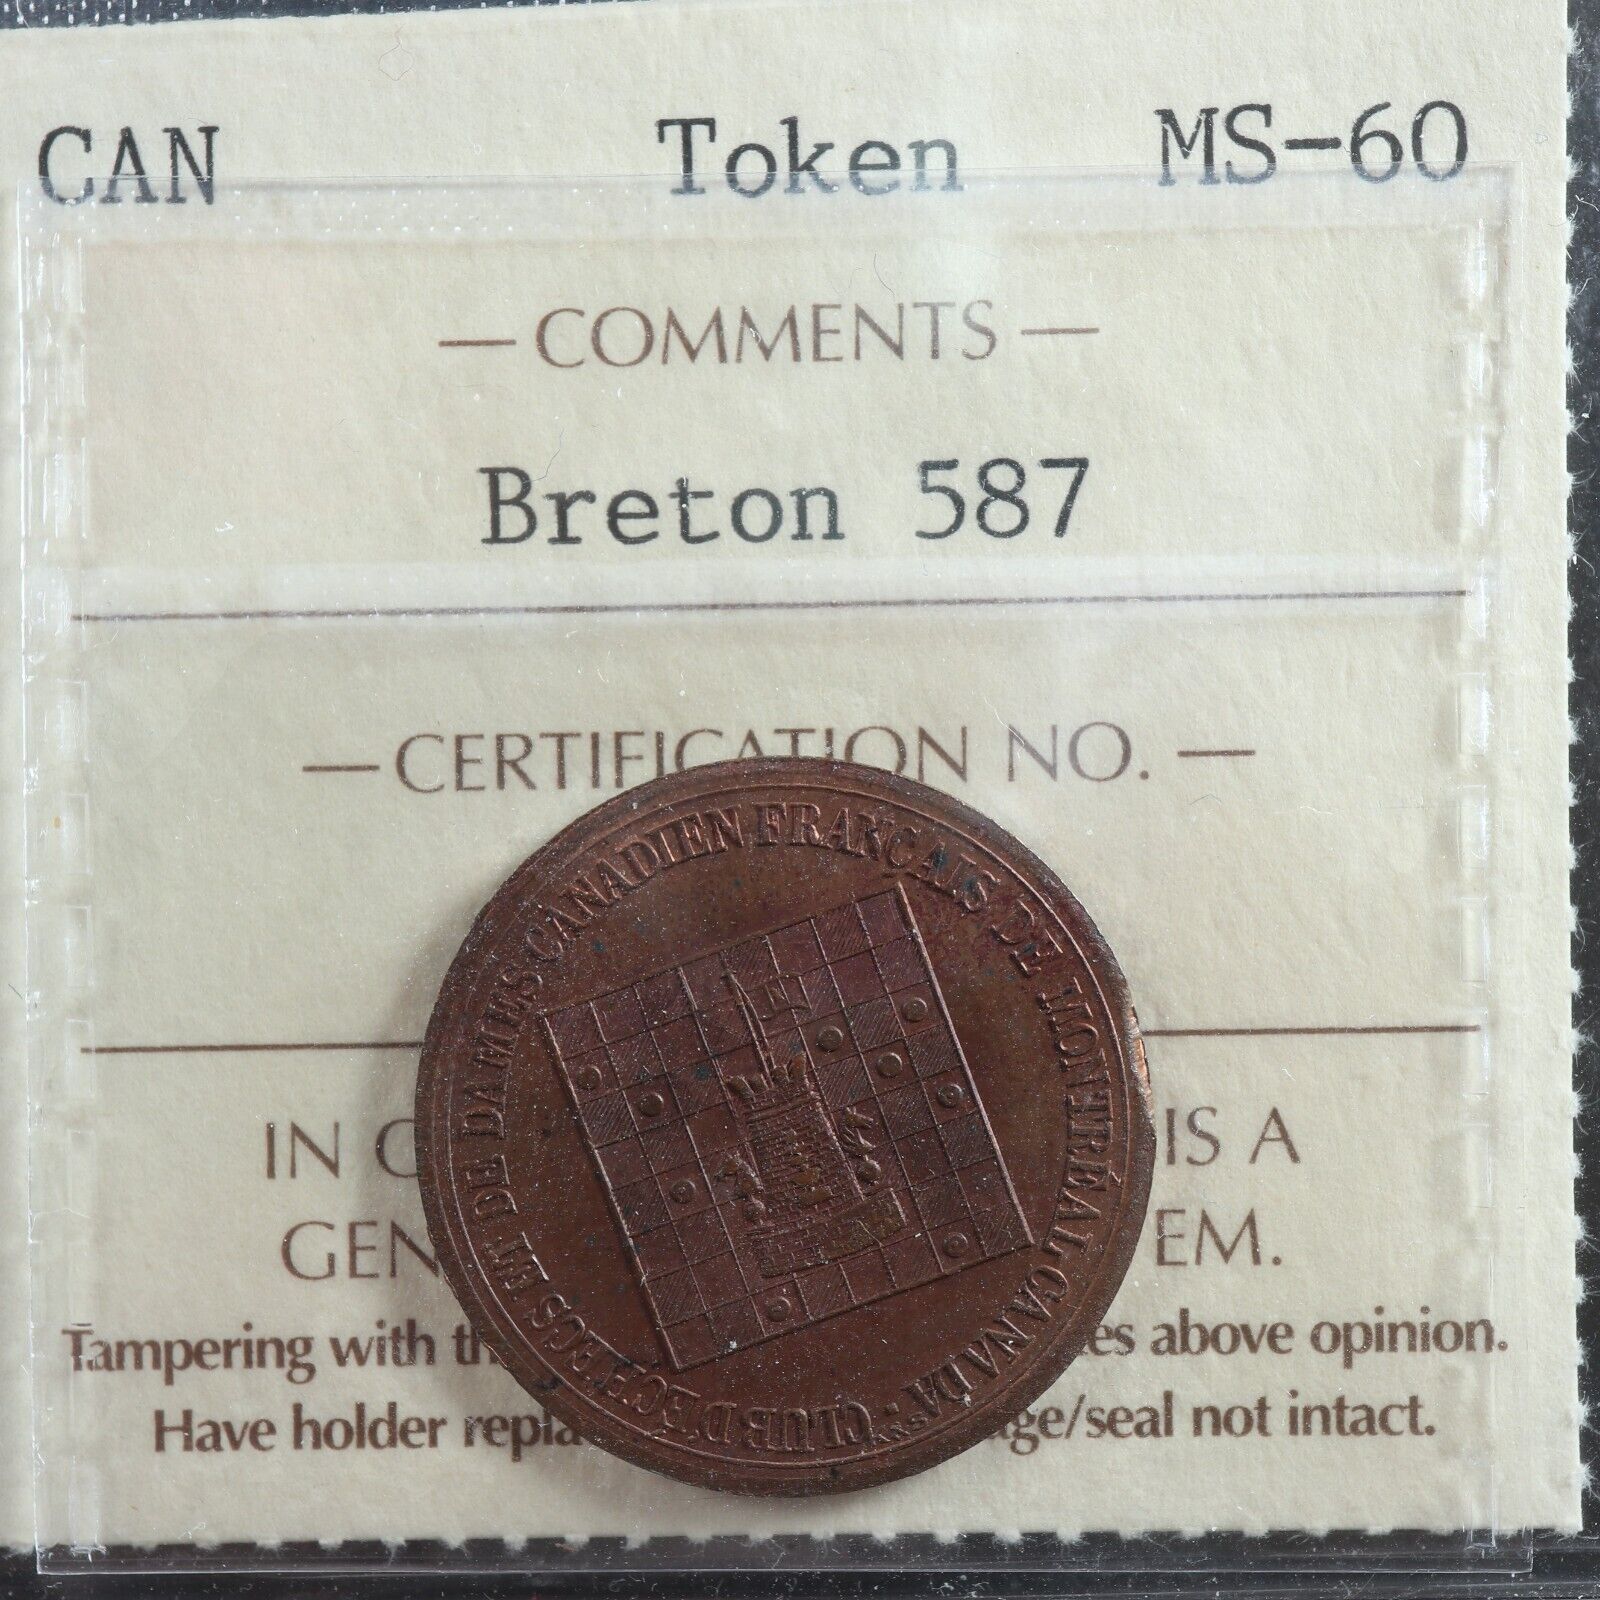 CAN Token MS-60
— COMMENTS —
Breton 587
— CERTIFICATION NO. —
IN IS A
GEN EM.
Tampering with th es above opinion.
Have holder repla ge/seal not intact.
CLUB D'ÉCHECS ET DE DAMES CANADIEN FRANÇAIS DE MONTRÉAL CANADA